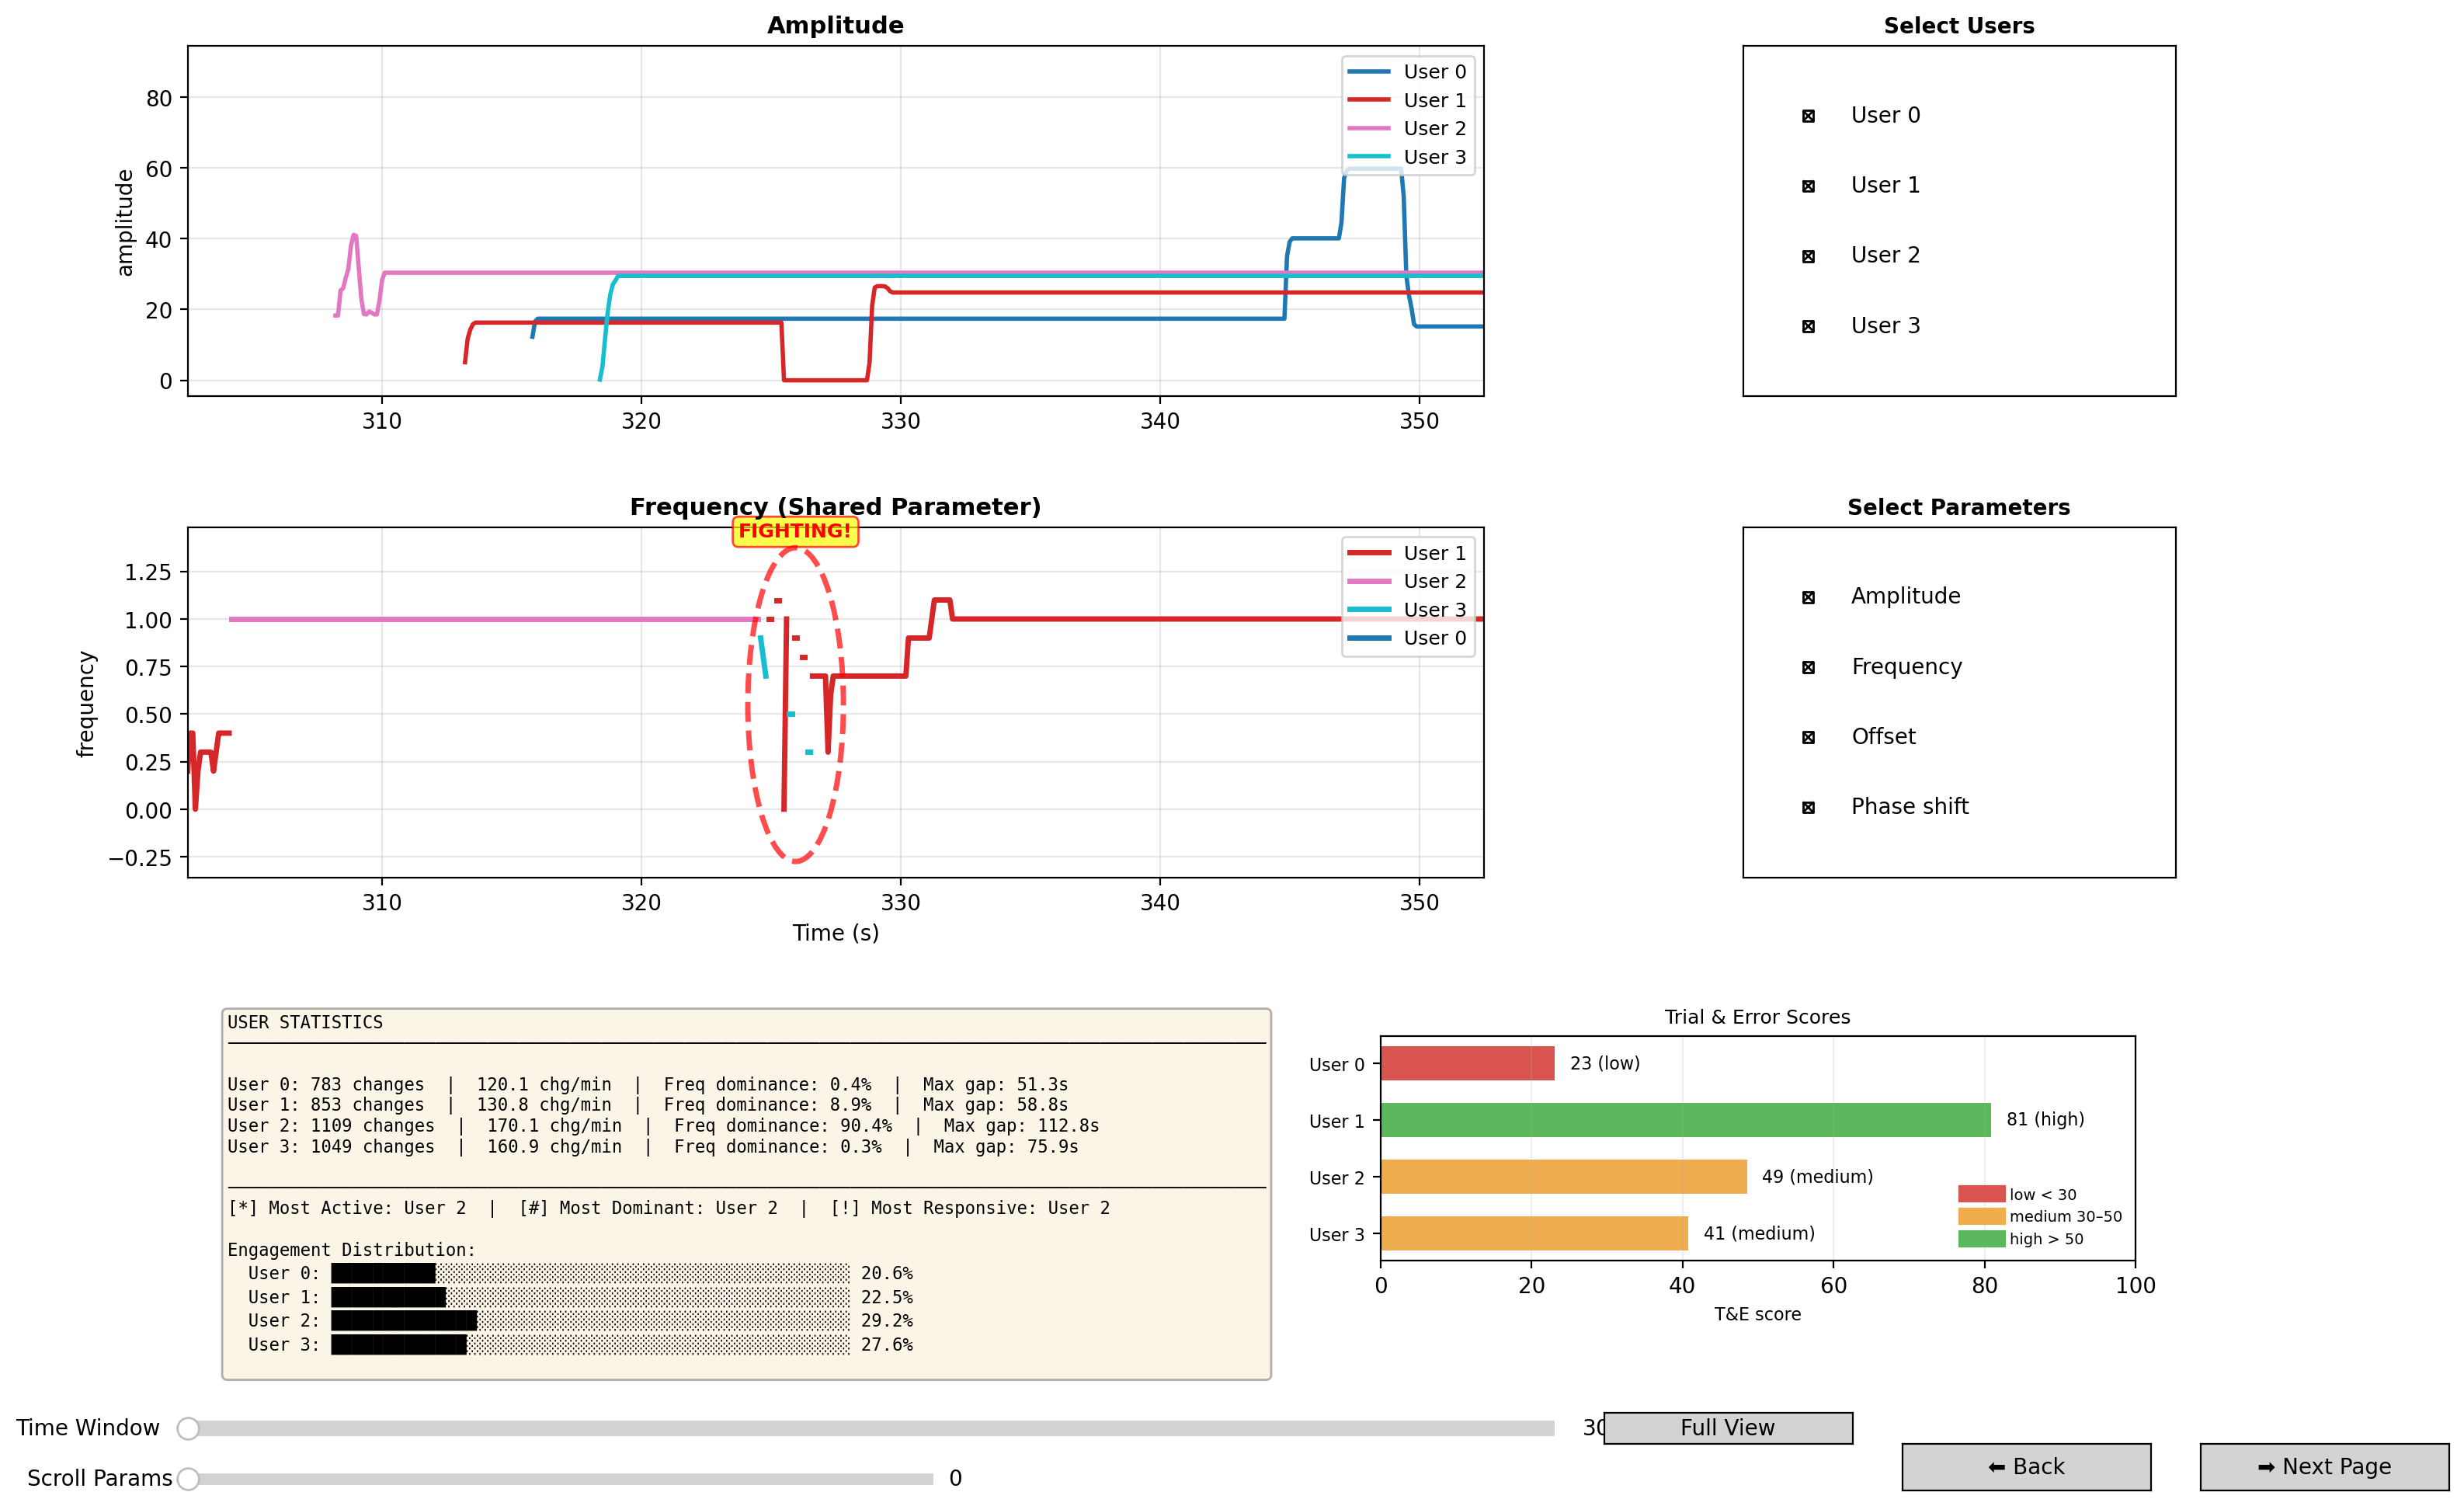 Amplitude
amplitude
80
60
40
20
0
310 320 330 340 350
User 0
User 1
User 2
User 3
Select Users
User 0
User 1
User 2
User 3
Frequency (Shared Parameter)
FIGHTING!
frequency
1.25
1.00
0.75
0.50
0.25
0.00
−0.25
310 320 330 340 350
Time (s)
User 1
User 2
User 3
User 0
Select Parameters
Amplitude
Frequency
Offset
Phase shift
USER STATISTICS
User 0: 783 changes | 120.1 chg/min | Freq dominance: 0.4% | Max gap: 51.3s
User 1: 853 changes | 130.8 chg/min | Freq dominance: 8.9% | Max gap: 58.8s
User 2: 1109 changes | 170.1 chg/min | Freq dominance: 90.4% | Max gap: 112.8s
User 3: 1049 changes | 160.9 chg/min | Freq dominance: 0.3% | Max gap: 75.9s
[*] Most Active: User 2 | [#] Most Dominant: User 2 | [!] Most Responsive: User 2
Engagement Distribution:
User 0: 20.6%
User 1: 22.5%
User 2: 29.2%
User 3: 27.6%
Trial & Error Scores
User 0 23 (low)
User 1 81 (high)
User 2 49 (medium)
User 3 41 (medium)
low < 30
medium 30–50
high > 50
0 20 40 60 80 100
T&E score
Time Window
Full View
Scroll Params 0
⬅ Back
➡ Next Page